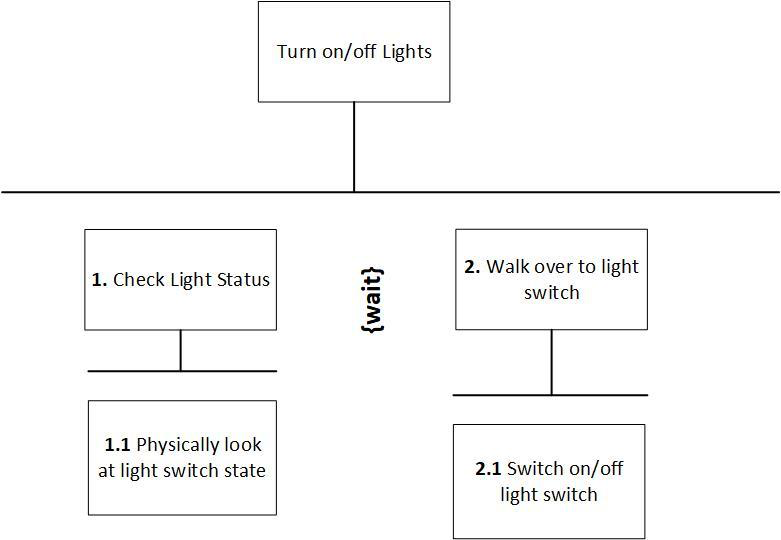 Turn on/off Lights
1. Check Light Status
{wait}
2. Walk over to light
switch
1.1 Physically look
at light switch state
2.1 Switch on/off
light switch